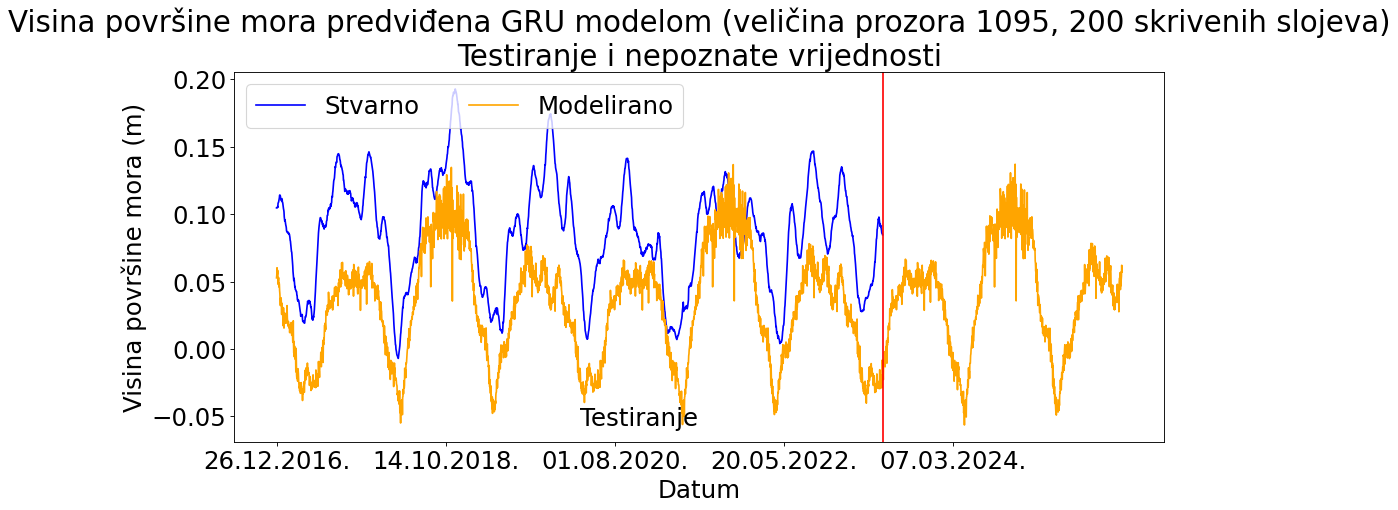 Visina površine mora predviđena GRU modelom (veličina prozora 1095, 200 skrivenih slojeva)
Testiranje i nepoznate vrijednosti
Stvarno
Modelirano
Visina površine mora (m)
0.20
0.15
0.10
0.05
0.00
−0.05
Testiranje
26.12.2016.
14.10.2018.
01.08.2020.
20.05.2022.
07.03.2024.
Datum